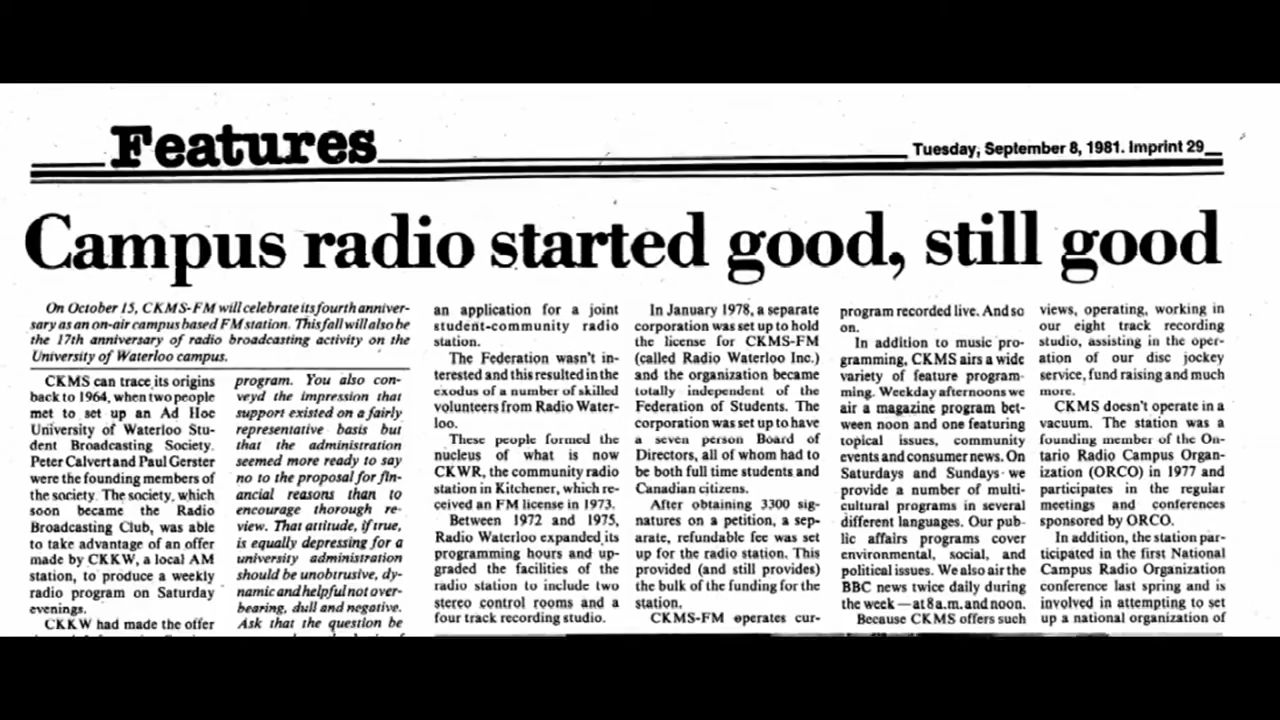 Features
Tuesday, September 8, 1981. Imprint 29
Campus radio started good, still good
On October 15, CKMS-FM will celebrate its fourth anniver-
sary as an on-air campus based FM station. This fall will also be
the 17th anniversary of radio broadcasting activity on the
University of Waterloo campus.
CKMS can trace its origins
back to 1964, when two people
met to set up an Ad Hoc
University of Waterloo Stu-
dent Broadcasting Society.
Peter Calvert and Paul Gerster
were the founding members of
the society. The society, which
soon became the Radio
Broadcasting Club, was able
to take advantage of an offer
made by CKKW, a local AM
station, to produce a weekly
radio program on Saturday
evenings.
CKKW had made the offer
program. You also con-
veyd the impression that
support existed on a fairly
representative basis but
that the administration
seemed more ready to say
no to the proposal for fin-
ancial reasons than to
encourage thorough re-
view. That attitude, if true,
is equally depressing for a
university administration
should be unobtrusive, dy-
namic and helpful not over-
bearing, dull and negative.
Ask that the question be
an application for a joint
student-community radio
station.
The Federation wasn't in-
terested and this resulted in the
exodus of a number of skilled
volunteers from Radio Water-
loo.
These people formed the
nucleus of what is now
CKWR, the community radio
station in Kitchener, which re-
ceived an FM license in 1973.
Between 1972 and 1975,
Radio Waterloo expanded its
programming hours and up-
graded the facilities of the
radio station to include two
stereo control rooms and a
four track recording studio.
In January 1978, a separate
corporation was set up to hold
the license for CKMS-FM
(called Radio Waterloo Inc.)
and the organization became
totally independent of the
Federation of Students. The
corporation was set up to have
a seven person Board of
Directors, all of whom had to
be both full time students and
Canadian citizens.
After obtaining 3300 sig-
natures on a petition, a sep-
arate, refundable fee was set
up for the radio station. This
provided (and still provides)
the bulk of the funding for the
station.
CKMS-FM operates cur-
program recorded live. And so
on.
In addition to music pro-
gramming, CKMS airs a wide
variety of feature program-
ming. Weekday afternoons we
air a magazine program bet-
ween noon and one featuring
topical issues, community
events and consumer news. On
Saturdays and Sundays we
provide a number of multi-
cultural programs in several
different languages. Our pub-
lic affairs programs cover
environmental, social, and
political issues. We also air the
BBC news twice daily during
the week — at 8 a.m. and noon.
Because CKMS offers such
views, operating, working in
our eight track recording
studio, assisting in the oper-
ation of our disc jockey
service, fund raising and much
more.
CKMS doesn't operate in a
vacuum. The station was a
founding member of the On-
tario Radio Campus Organ-
ization (ORCO) in 1977 and
participates in the regular
meetings and conferences
sponsored by ORCO.
In addition, the station par-
ticipated in the first National
Campus Radio Organization
conference last spring and is
involved in attempting to set
up a national organization of